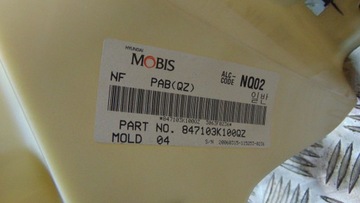 HYUNDAI
MOBIS
ALC-
CODE NQ02
NF PAB(QZ) 일반
PART NO. 847103K100QZ
MOLD 04
S/N